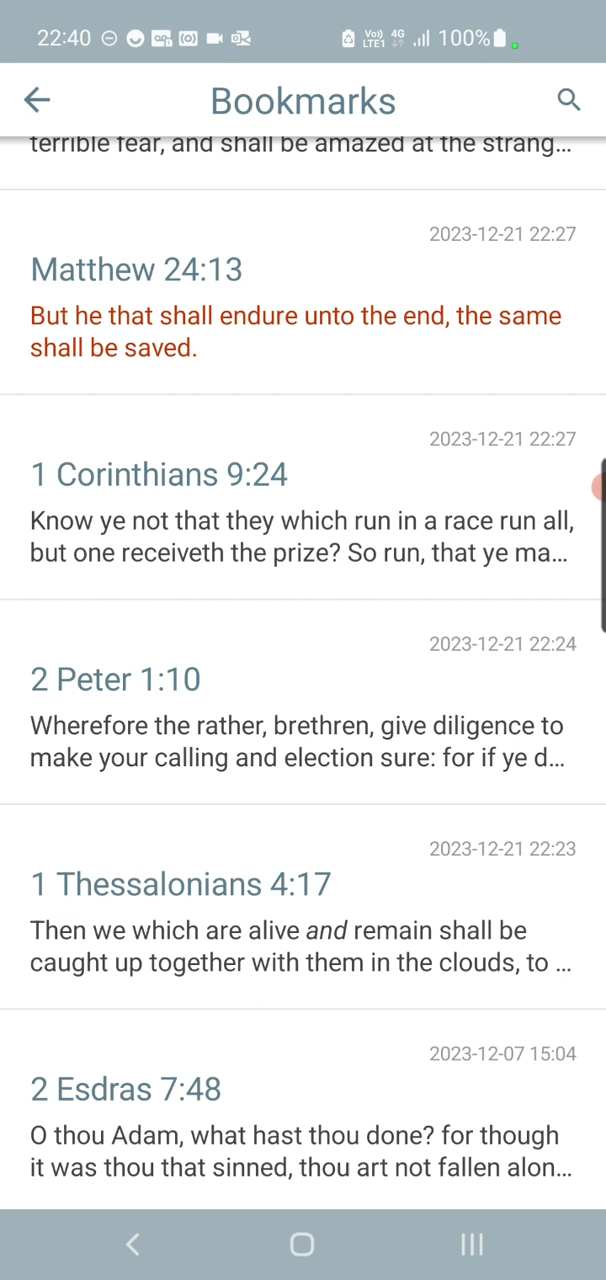 22:40
Vo)) 4G
LTE1
100%
Bookmarks
terrible fear, and shall be amazed at the strang...
2023-12-21 22:27
Matthew 24:13
But he that shall endure unto the end, the same
shall be saved.
2023-12-21 22:27
1 Corinthians 9:24
Know ye not that they which run in a race run all,
but one receiveth the prize? So run, that ye ma...
2023-12-21 22:24
2 Peter 1:10
Wherefore the rather, brethren, give diligence to
make your calling and election sure: for if ye d...
2023-12-21 22:23
1 Thessalonians 4:17
Then we which are alive and remain shall be
caught up together with them in the clouds, to ...
2023-12-07 15:04
2 Esdras 7:48
O thou Adam, what hast thou done? for though
it was thou that sinned, thou art not fallen alon...